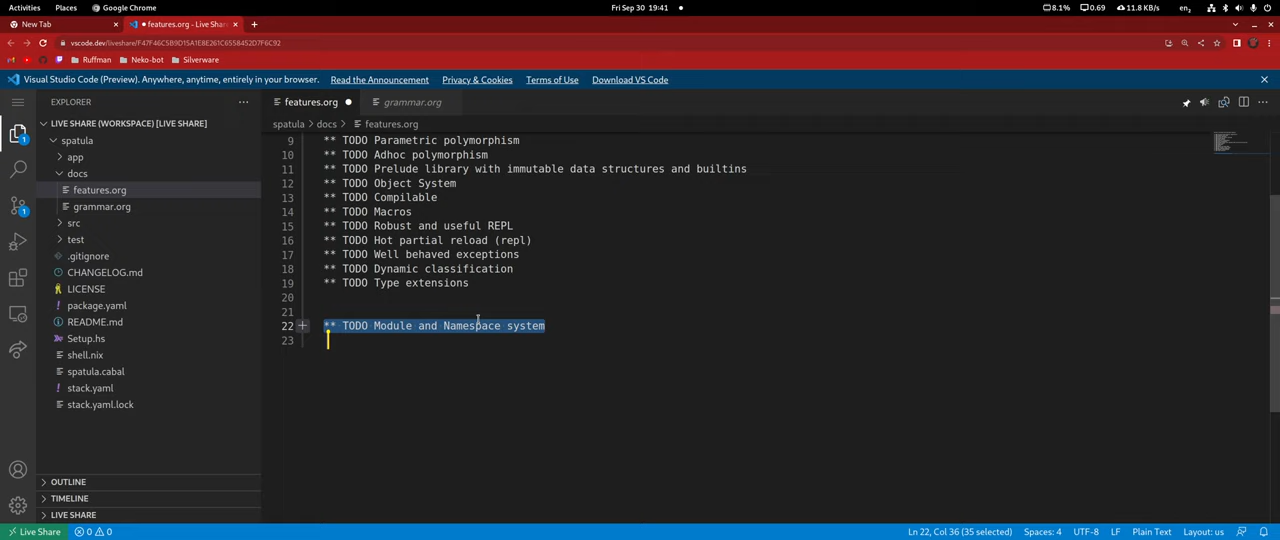 Activities Places Google Chrome Fri Sep 30 19:41 8.1% 0.69 11.8 KB/s en2
New Tab features.org - Live Sha
vscode.dev/liveshare/F47F46C5B9D15A1E8E261C6558452D7F6C92
Ruffman Neko-bot Silverware
Visual Studio Code (Preview). Anywhere, anytime, entirely in your browser. Read the Announcement Privacy & Cookies Terms of Use Download VS Code
EXPLORER features.org grammar.org
LIVE SHARE (WORKSPACE) [LIVE SHARE] spatula > docs > features.org
spatula
app
docs
features.org
grammar.org
src
test
.gitignore
CHANGELOG.md
LICENSE
package.yaml
README.md
Setup.hs
shell.nix
spatula.cabal
stack.yaml
stack.yaml.lock
OUTLINE
TIMELINE
LIVE SHARE
1
1
9 ** TODO Parametric polymorphism
10 ** TODO Adhoc polymorphism
11 ** TODO Prelude library with immutable data structures and builtins
12 ** TODO Object System
13 ** TODO Compilable
14 ** TODO Macros
15 ** TODO Robust and useful REPL
16 ** TODO Hot partial reload (repl)
17 ** TODO Well behaved exceptions
18 ** TODO Dynamic classification
19 ** TODO Type extensions
20
21
22 ** TODO Module and Namespace system
23
Live Share 0 0 Ln 22, Col 36 (35 selected) Spaces: 4 UTF-8 LF Plain Text Layout: us